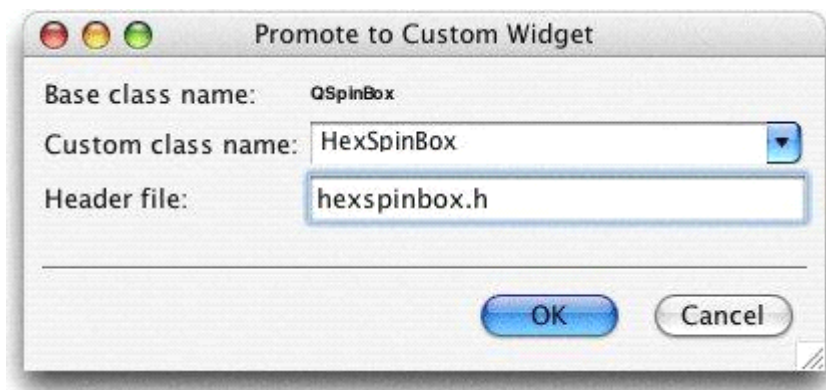 Promote to Custom Widget
Base class name: QSpinBox
Custom class name: HexSpinBox
Header file: hexspinbox.h
OK Cancel